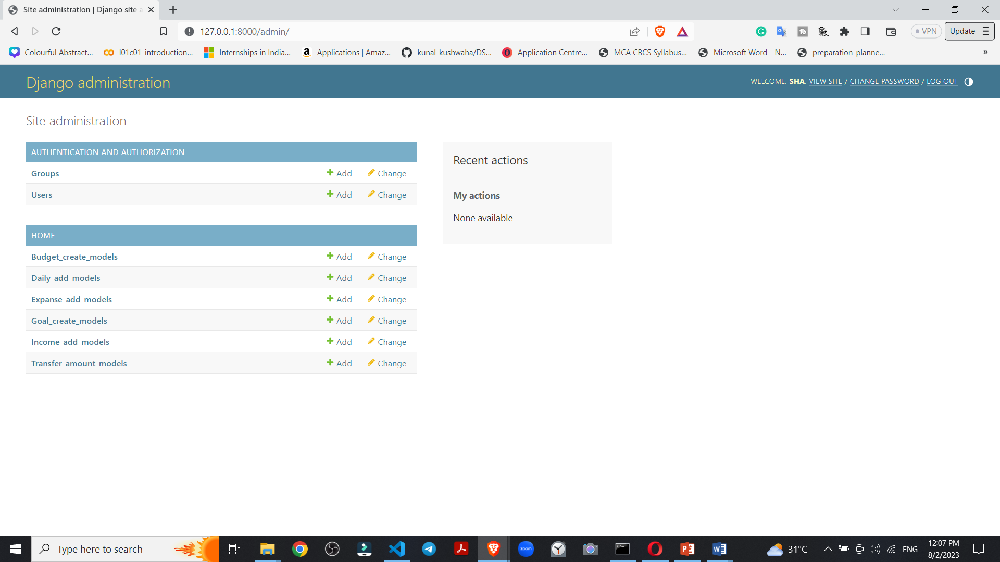 Site administration | Django site a
127.0.0.1:8000/admin/
VPN
Update
Colourful Abstract...
l01c01_introduction...
Internships in India...
Applications | Amaz...
kunal-kushwaha/DS...
Application Centre...
MCA CBCS Syllabus...
Microsoft Word - N...
preparation_planne...
»
Django administration
WELCOME, SHA. VIEW SITE / CHANGE PASSWORD / LOG OUT
Site administration
AUTHENTICATION AND AUTHORIZATION
Groups Add Change
Users Add Change
HOME
Budget_create_models Add Change
Daily_add_models Add Change
Expanse_add_models Add Change
Goal_create_models Add Change
Income_add_models Add Change
Transfer_amount_models Add Change
Recent actions
My actions
None available
Type here to search
zoom
31°C
ENG
12:07 PM
8/2/2023